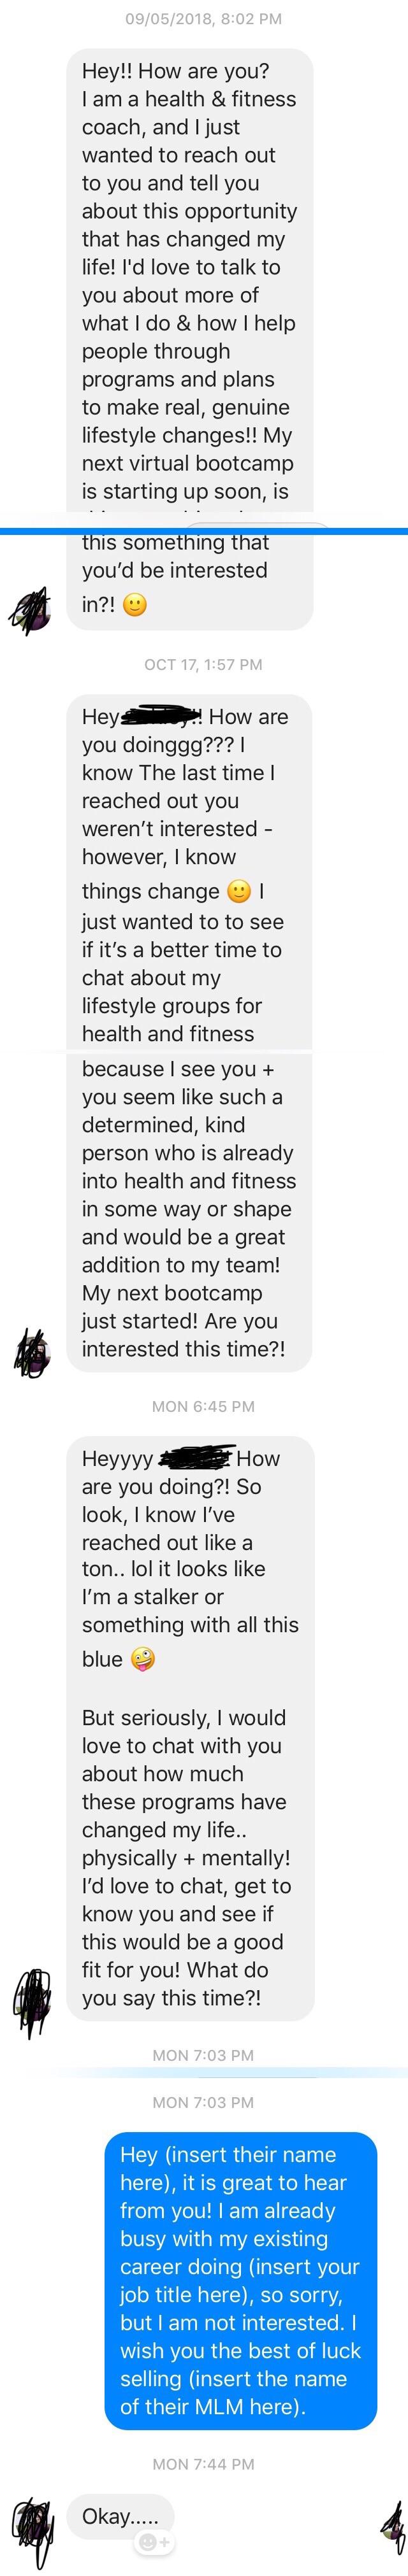 09/05/2018, 8:02 PM
Hey!! How are you?
I am a health & fitness
coach, and I just
wanted to reach out
to you and tell you
about this opportunity
that has changed my
life! I'd love to talk to
you about more of
what I do & how I help
people through
programs and plans
to make real, genuine
lifestyle changes!! My
next virtual bootcamp
is starting up soon, is
this something that
you'd be interested
in?! 🙂
OCT 17, 1:57 PM
Hey !! How are
you doinggg??? I
know The last time I
reached out you
weren't interested -
however, I know
things change 🙂 I
just wanted to to see
if it's a better time to
chat about my
lifestyle groups for
health and fitness
because I see you +
you seem like such a
determined, kind
person who is already
into health and fitness
in some way or shape
and would be a great
addition to my team!
My next bootcamp
just started! Are you
interested this time?!
MON 6:45 PM
Heyyyy How
are you doing?! So
look, I know I've
reached out like a
ton.. lol it looks like
I'm a stalker or
something with all this
blue 🤪
But seriously, I would
love to chat with you
about how much
these programs have
changed my life..
physically + mentally!
I'd love to chat, get to
know you and see if
this would be a good
fit for you! What do
you say this time?!
MON 7:03 PM
MON 7:03 PM
Hey (insert their name
here), it is great to hear
from you! I am already
busy with my existing
career doing (insert your
job title here), so sorry,
but I am not interested. I
wish you the best of luck
selling (insert the name
of their MLM here).
MON 7:44 PM
Okay.....